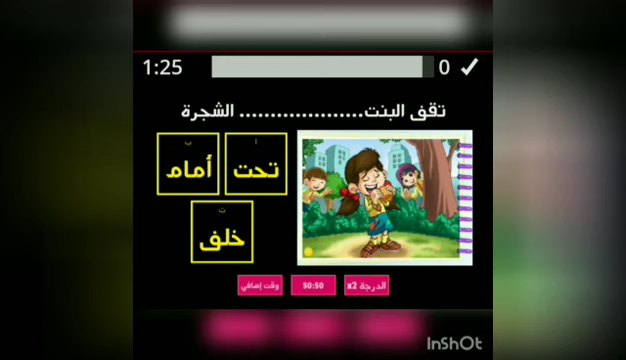 1:25 0
تقف البنت.................... الشجرة
أ تحت
ب أمام
ت خلف
الدرجة x2
50:50
وقت إضافي
InShOt